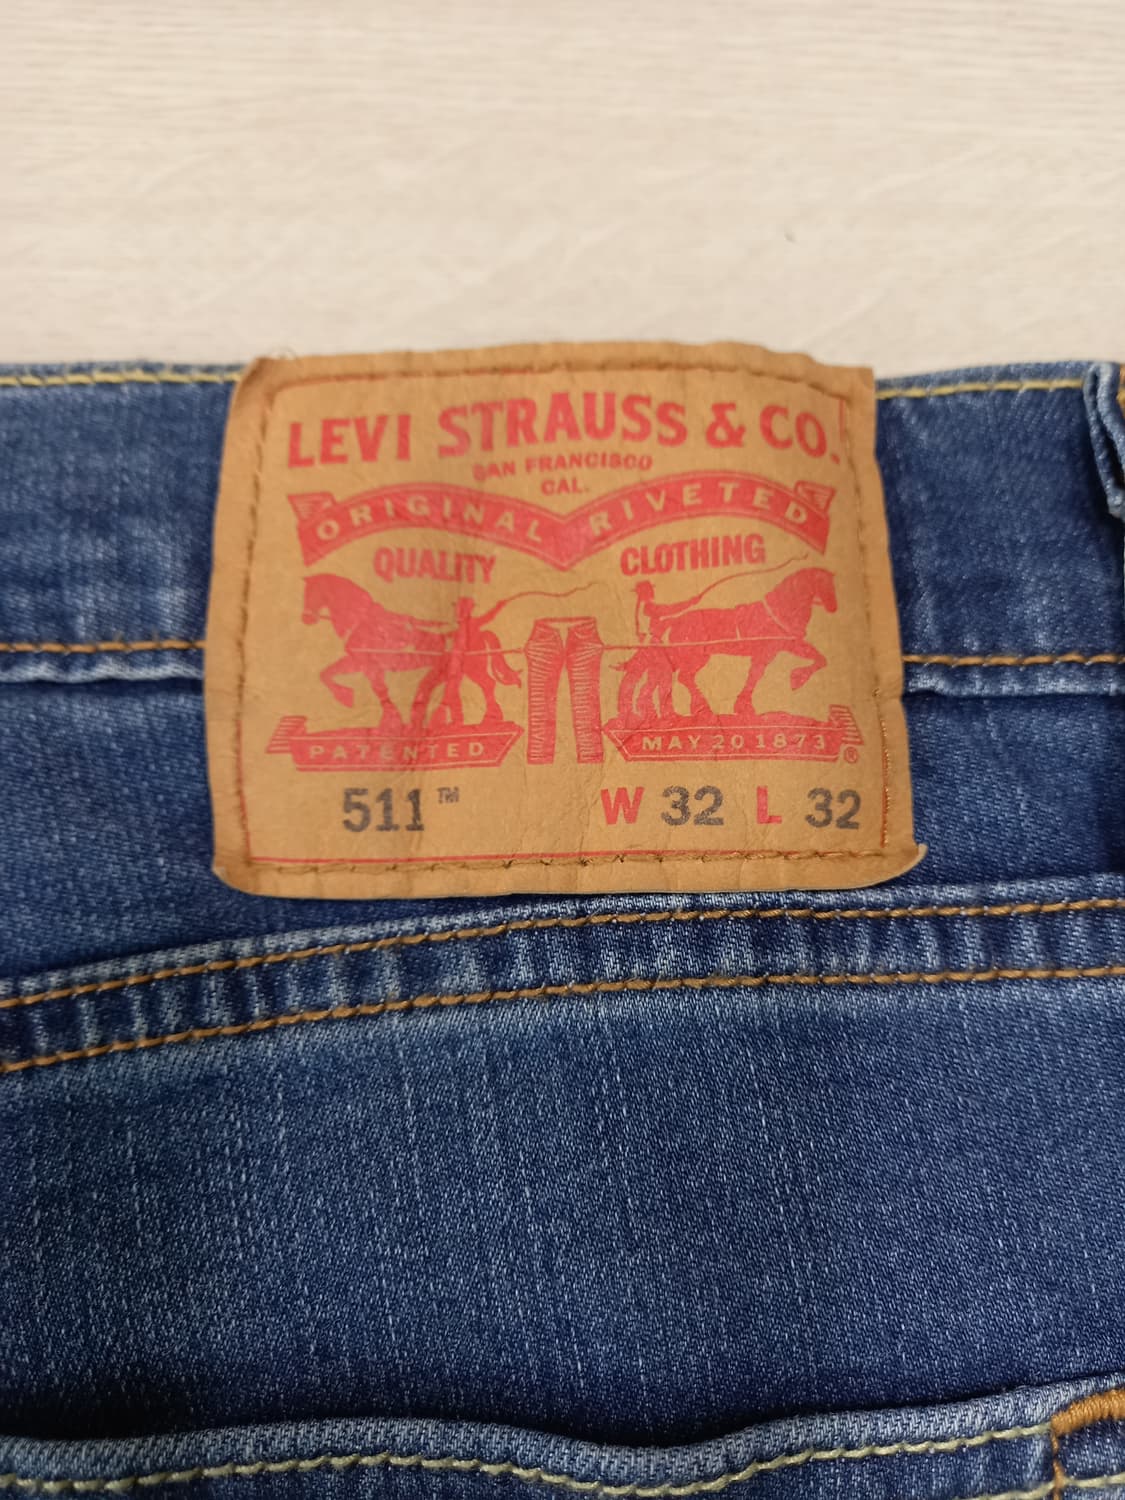 LEVI STRAUSS & CO.
SAN FRANCISCO
CAL.
ORIGINAL RIVETED
QUALITY CLOTHING
PATENTED MAY 20 1873 ®
511™ W 32 L 32